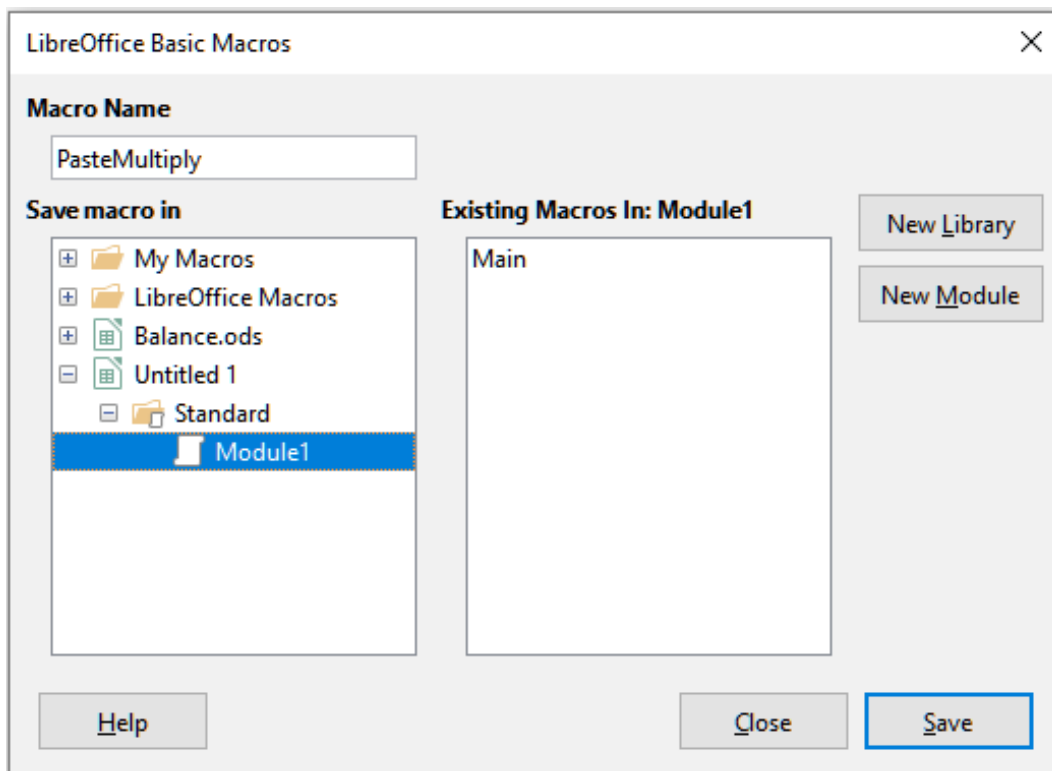 LibreOffice Basic Macros
Macro Name
PasteMultiply
Save macro in
My Macros
LibreOffice Macros
Balance.ods
Untitled 1
Standard
Module1
Existing Macros In: Module1
Main
New Library
New Module
Help
Close
Save